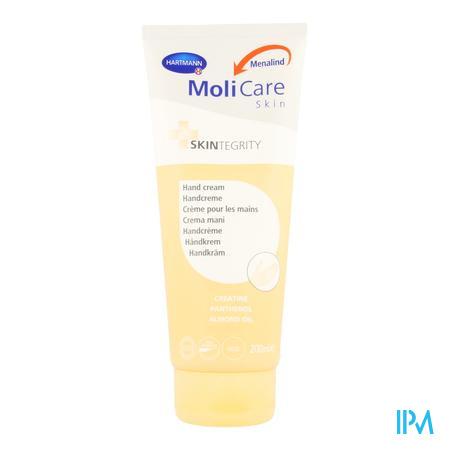 HARTMANN
Menalind
MoliCare
Skin
SKINTEGRITY
Hand cream
Handcreme
Crème pour les mains
Crema mani
Handcrème
Håndkrem
Handkräm
CREATINE
PANTHENOL
ALMOND OIL
200ml
IPM